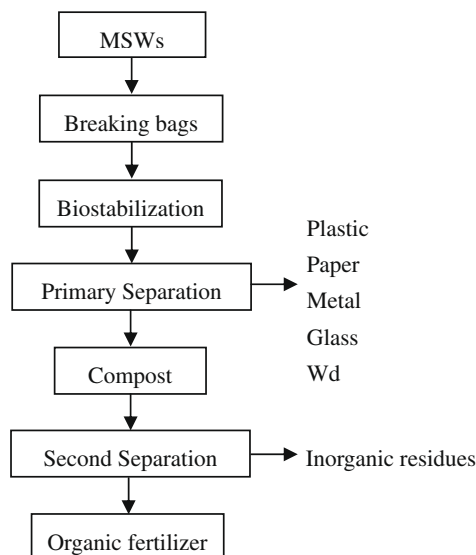 MSWs
Breaking bags
Biostabilization
Primary Separation
Plastic
Paper
Metal
Glass
Wd
Compost
Second Separation
Inorganic residues
Organic fertilizer